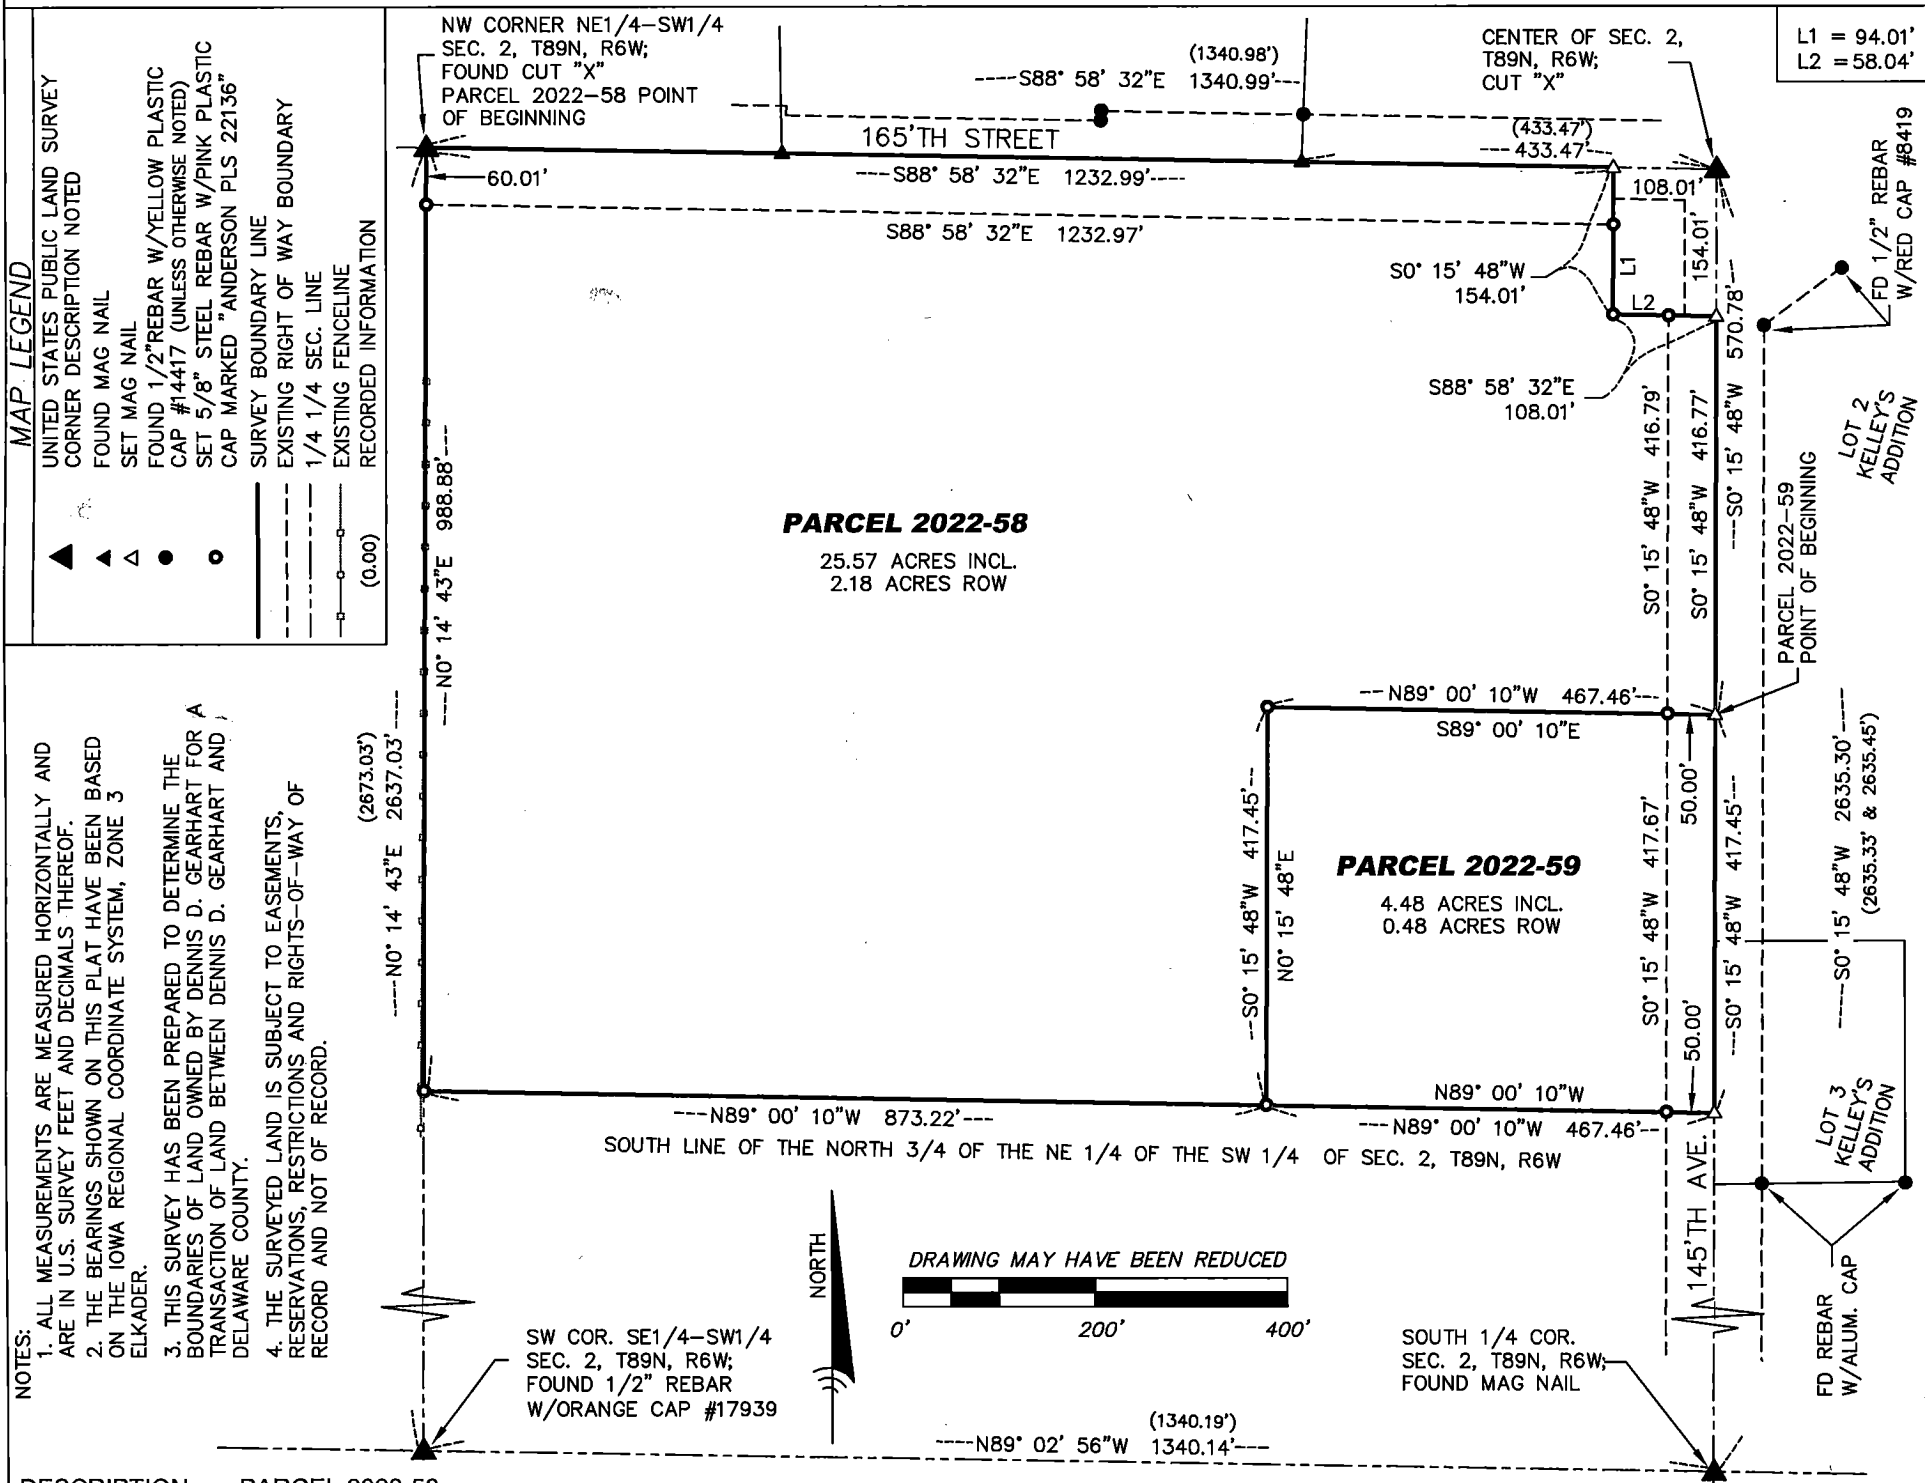 MAP LEGEND
UNITED STATES PUBLIC LAND SURVEY
CORNER DESCRIPTION NOTED
FOUND MAG NAIL
SET MAG NAIL
FOUND 1/2"REBAR W/YELLOW PLASTIC
CAP #14417 (UNLESS OTHERWISE NOTED)
SET 5/8" STEEL REBAR W/PINK PLASTIC
CAP MARKED "ANDERSON PLS 22136"
SURVEY BOUNDARY LINE
EXISTING RIGHT OF WAY BOUNDARY
1/4 1/4 SEC. LINE
EXISTING FENCELINE
(0.00) RECORDED INFORMATION
NOTES:
1. ALL MEASUREMENTS ARE MEASURED HORIZONTALLY AND
ARE IN U.S. SURVEY FEET AND DECIMALS THEREOF.
2. THE BEARINGS SHOWN ON THIS PLAT HAVE BEEN BASED
ON THE IOWA REGIONAL COORDINATE SYSTEM, ZONE 3
ELKADER.
3. THIS SURVEY HAS BEEN PREPARED TO DETERMINE THE
BOUNDARIES OF LAND OWNED BY DENNIS D. GEARHART FOR A
TRANSACTION OF LAND BETWEEN DENNIS D. GEARHART AND
DELAWARE COUNTY.
4. THE SURVEYED LAND IS SUBJECT TO EASEMENTS,
RESERVATIONS, RESTRICTIONS AND RIGHTS-OF-WAY OF
RECORD AND NOT OF RECORD.
NW CORNER NE1/4-SW1/4
SEC. 2, T89N, R6W;
FOUND CUT "X"
PARCEL 2022-58 POINT
OF BEGINNING
(1340.98')
S88° 58' 32"E 1340.99'
CENTER OF SEC. 2,
T89N, R6W;
CUT "X"
L1 = 94.01'
L2 =58.04'
165'TH STREET
(433.47')
433.47'
60.01'
S88° 58' 32"E 1232.99'
108.01'
S88° 58' 32"E 1232.97'
S0° 15' 48"W
154.01'
L1
154.01'
L2
S88° 58' 32"E
108.01'
FD 1/2" REBAR
W/RED CAP #8419
LOT 2
KELLEY'S
ADDITION
S0° 15' 48"W 416.79'
S0° 15' 48"W 416.77'
S0° 15' 48"W 570.78'
N0° 14' 43"E 988.88'
(2673.03')
N0° 14' 43"E 2637.03'
PARCEL 2022-58
25.57 ACRES INCL.
2.18 ACRES ROW
PARCEL 2022-59
POINT OF BEGINNING
N89° 00' 10"W 467.46'
S89° 00' 10"E
50.00'
S0° 15' 48"W 417.45'
N0° 15' 48"E
PARCEL 2022-59
4.48 ACRES INCL.
0.48 ACRES ROW
S0° 15' 48"W 417.67'
50.00'
S0° 15' 48"W 417.45'
S0° 15' 48"W 2635.30'
(2635.33' & 2635.45')
N89° 00' 10"W
N89° 00' 10"W 873.22'
N89° 00' 10"W 467.46'
SOUTH LINE OF THE NORTH 3/4 OF THE NE 1/4 OF THE SW 1/4 OF SEC. 2, T89N, R6W
LOT 3
KELLEY'S
ADDITION
145'TH AVE.
NORTH
DRAWING MAY HAVE BEEN REDUCED
0' 200' 400'
SW COR. SE1/4-SW1/4
SEC. 2, T89N, R6W;
FOUND 1/2" REBAR
W/ORANGE CAP #17939
SOUTH 1/4 COR.
SEC. 2, T89N, R6W;
FOUND MAG NAIL
FD REBAR
W/ALUM. CAP
(1340.19')
N89° 02' 56"W 1340.14'